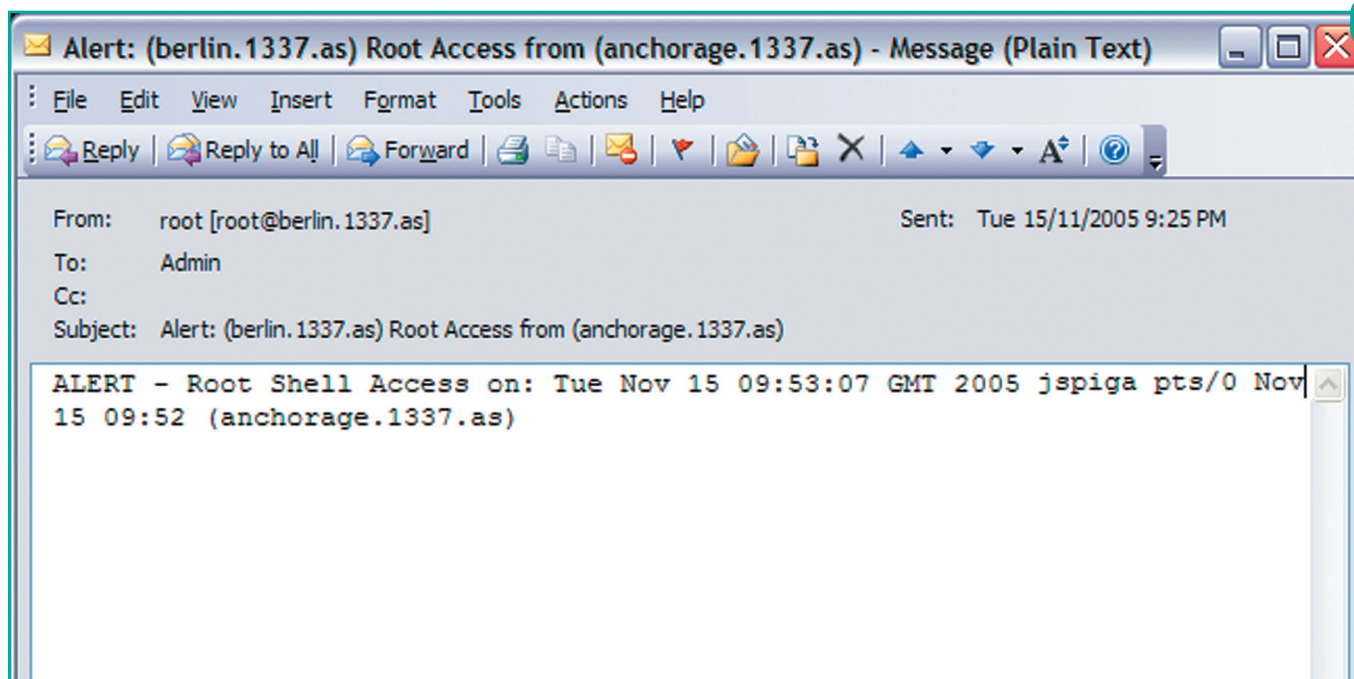 Alert: (berlin.1337.as) Root Access from (anchorage.1337.as) - Message (Plain Text)
File Edit View Insert Format Tools Actions Help
Reply Reply to All Forward
From: root [root@berlin.1337.as] Sent: Tue 15/11/2005 9:25 PM
To: Admin
Cc:
Subject: Alert: (berlin.1337.as) Root Access from (anchorage.1337.as)
ALERT - Root Shell Access on: Tue Nov 15 09:53:07 GMT 2005 jspiga pts/0 Nov
15 09:52 (anchorage.1337.as)